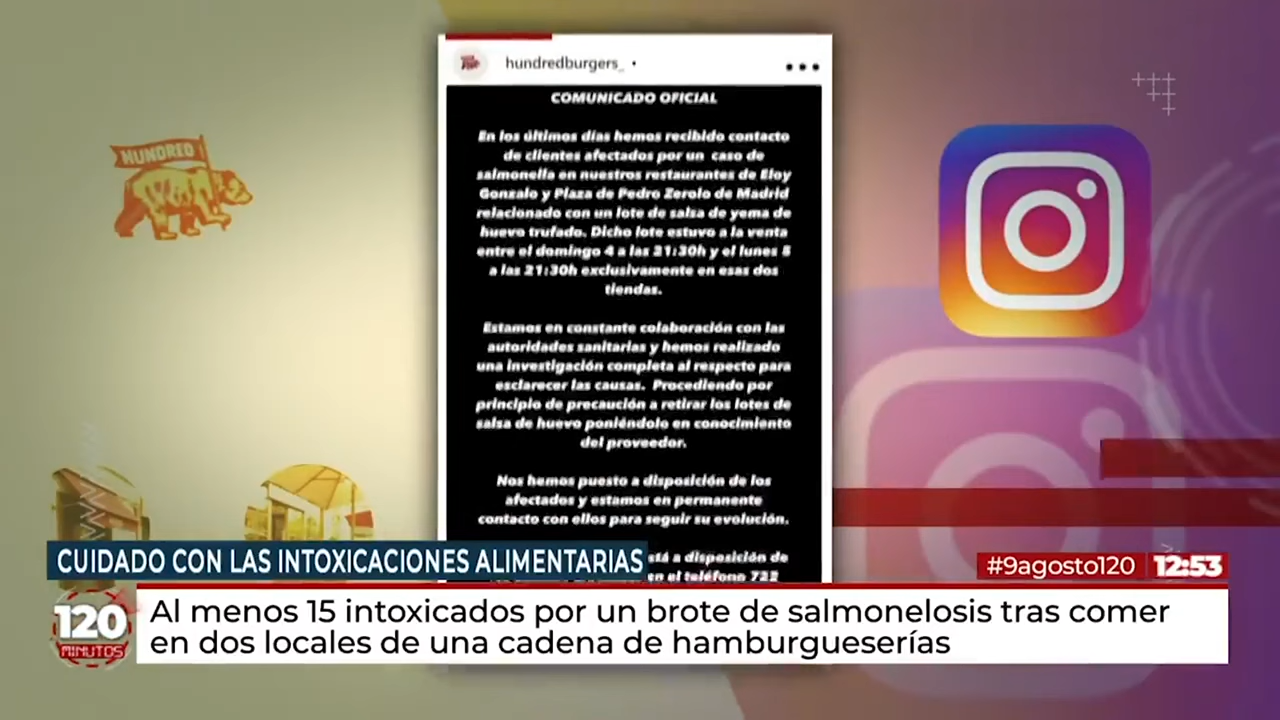 hundredburgers_ •
COMUNICADO OFICIAL
En los últimos días hemos recibido contacto
de clientes afectados por un caso de
salmonella en nuestros restaurantes de Eloy
Gonzalo y Plaza de Pedro Zerolo de Madrid
relacionado con un lote de salsa de yema de
huevo trufado. Dicho lote estuvo a la venta
entre el domingo 4 a las 21:30h y el lunes 5
a las 21:30h exclusivamente en esas dos
tiendas.
Estamos en constante colaboración con las
autoridades sanitarias y hemos realizado
una investigación completa al respecto para
esclarecer las causas. Procediendo por
principio de precaución a retirar los lotes de
salsa de huevo poniéndolo en conocimiento
del proveedor.
Nos hemos puesto a disposición de los
afectados y estamos en permanente
contacto con ellos para seguir su evolución.
a disposición de
en el teléfono 722
HUNDRED
CUIDADO CON LAS INTOXICACIONES ALIMENTARIAS
#9agosto120 12:53
120
MINUTOS
Al menos 15 intoxicados por un brote de salmonelosis tras comer
en dos locales de una cadena de hamburgueserías